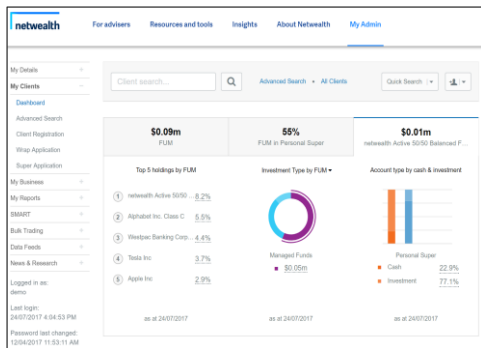 netwealth
For advisers
Resources and tools
Insights
About Netwealth
My Admin
My Details
My Clients
Dashboard
Advanced Search
Client Registration
Wrap Application
Super Application
My Business
My Reports
SMART
Bulk Trading
Data Feeds
News & Research
Logged in as:
demo
Last login:
24/07/2017 4:04:53 PM
Password last changed:
12/04/2017 11:53:11 AM
Client search...
Advanced Search • All Clients
Quick Search
$0.09m
FUM
55%
FUM in Personal Super
$0.01m
netwealth Active 50/50 Balanced F...
Top 5 holdings by FUM
1 netwealth Active 50/50 ... 8.2%
2 Alphabet Inc. Class C 5.5%
3 Westpac Banking Corp... 4.4%
4 Tesla Inc 3.7%
5 Apple Inc 2.9%
as at 24/07/2017
Investment Type by FUM
Managed Funds
$0.05m
as at 24/07/2017
Account type by cash & investment
Personal Super
Cash 22.9%
Investment 77.1%
as at 24/07/2017